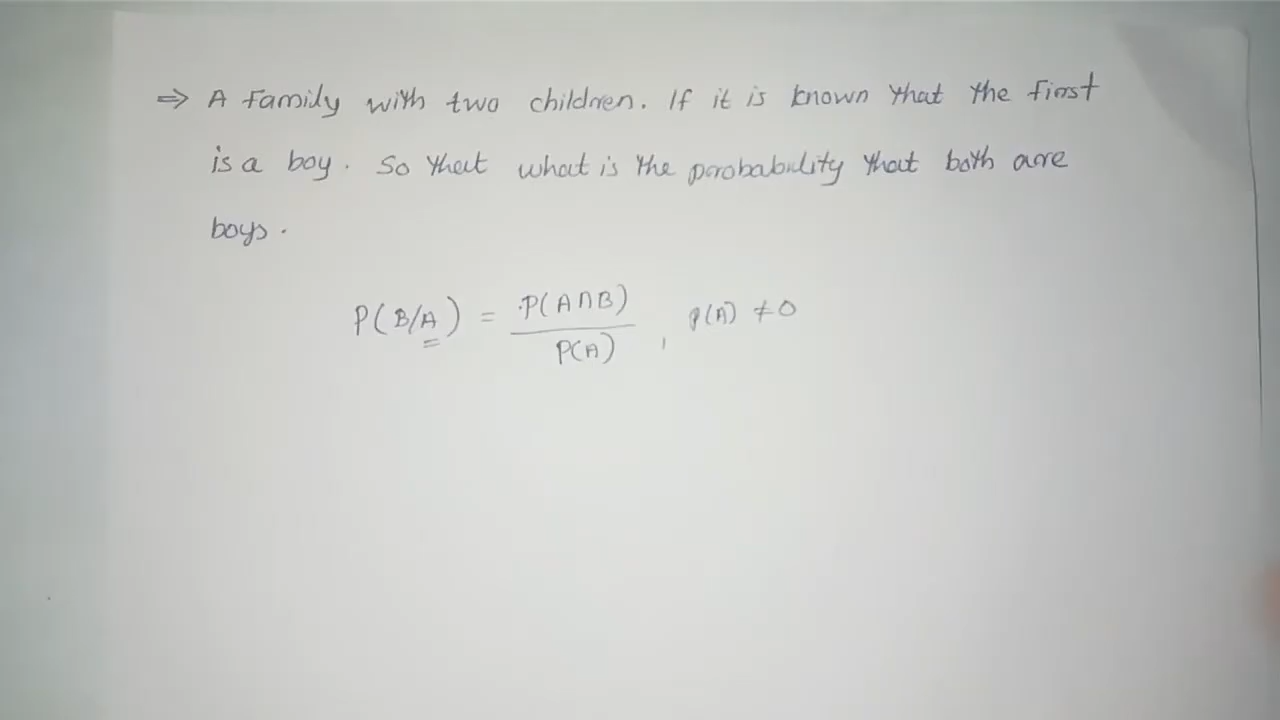 ⇒ A family with two children. If it is known that the first
is a boy. So that what is the probability that both are
boys.
P(B/A) = P(A∩B) / P(A) , P(A) ≠ 0